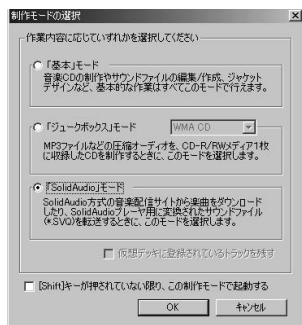 制作モードの選択
作業内容に応じていずれかを選択してください
「基本」モード
音楽CDの制作やサウンドファイルの編集/作成、ジャケット
デザインなど、基本的な作業はすべてこのモードで行えます。
「ジュークボックス」モード
WMA CD
MP3ファイルなどの圧縮オーディオを、CD-R/RWメディア1枚
に収録したCDを制作するときに、このモードを選択します。
「SolidAudio」モード
SolidAudio方式の音楽配信サイトから楽曲をダウンロード
したり、SolidAudioプレーヤ用に変換されたサウンドファイル
(*.SVQ)を転送するときに、このモードを選択します。
仮想デッキに登録されているトラックを残す
[Shift]キーが押されていない限り、この制作モードで起動する
OK
キャンセル